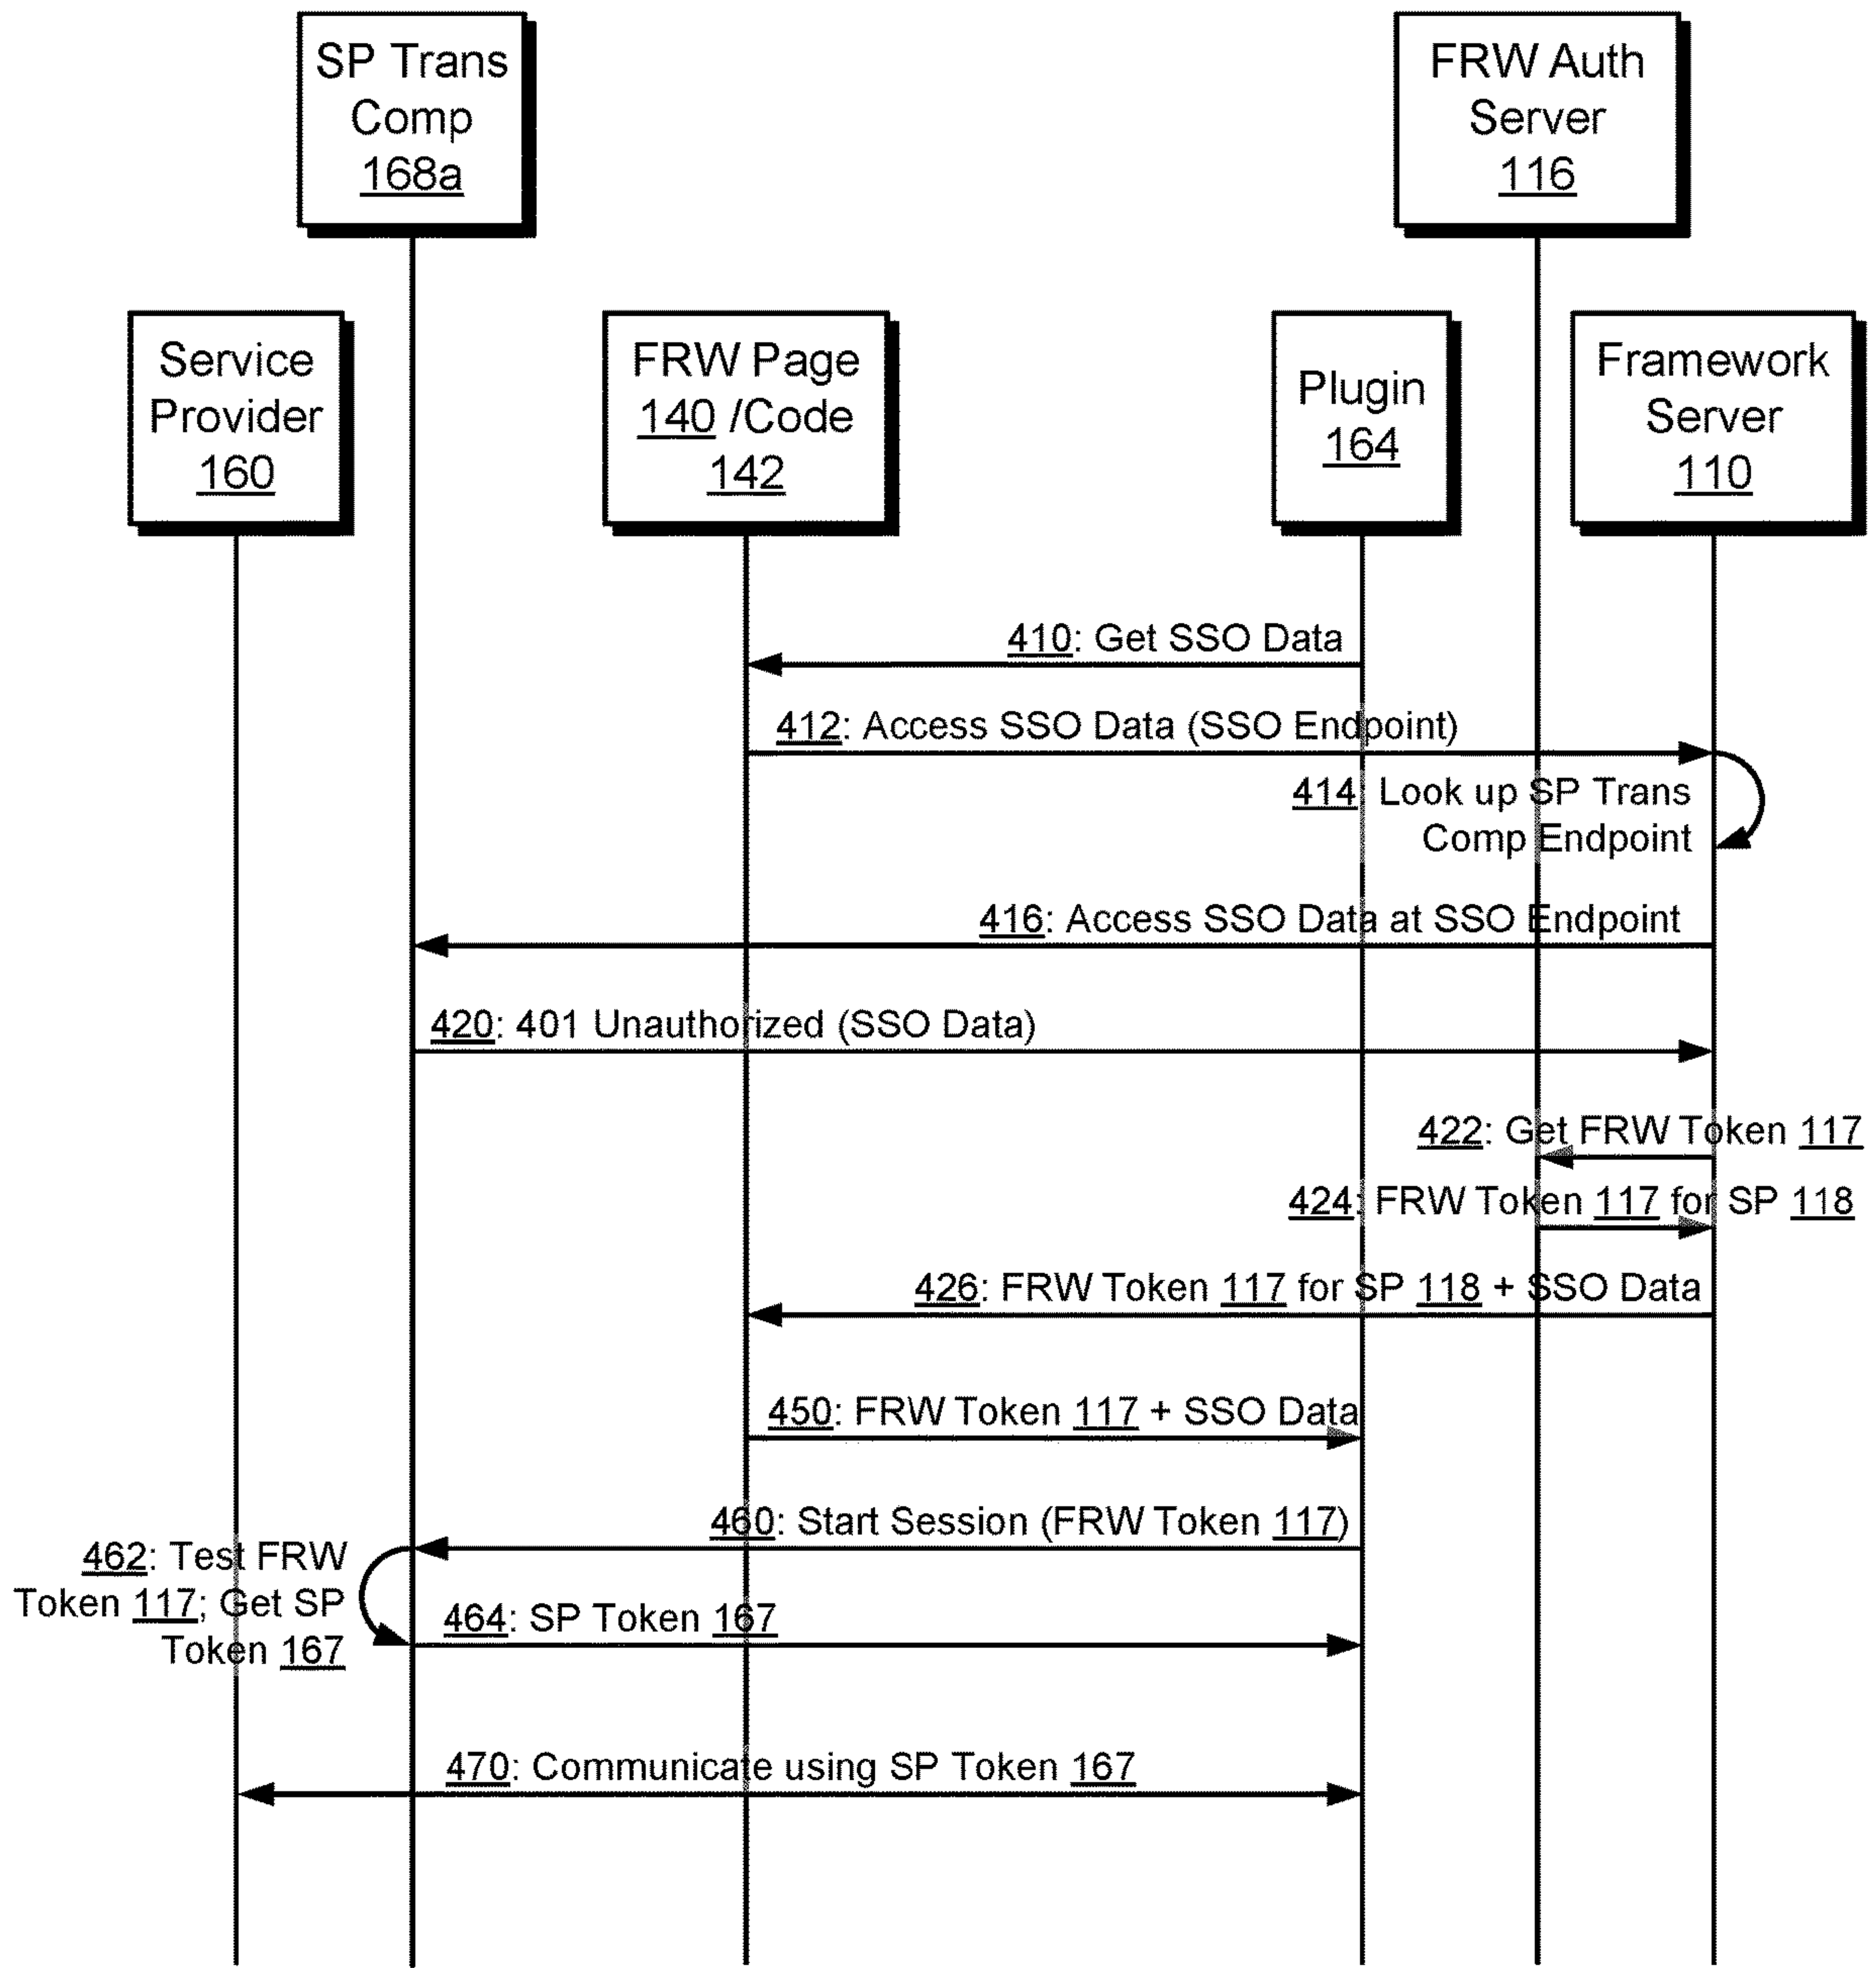 SP Trans
Comp
168a
FRW Auth
Server
116
Service
Provider
160
FRW Page
140 /Code
142
Plugin
164
Framework
Server
110
410: Get SSO Data
412: Access SSO Data (SSO Endpoint)
414: Look up SP Trans
Comp Endpoint
416: Access SSO Data at SSO Endpoint
420: 401 Unauthorized (SSO Data)
422: Get FRW Token 117
424: FRW Token 117 for SP 118
426: FRW Token 117 for SP 118 + SSO Data
450: FRW Token 117 + SSO Data
460: Start Session (FRW Token 117)
462: Test FRW
Token 117; Get SP
Token 167
464: SP Token 167
470: Communicate using SP Token 167